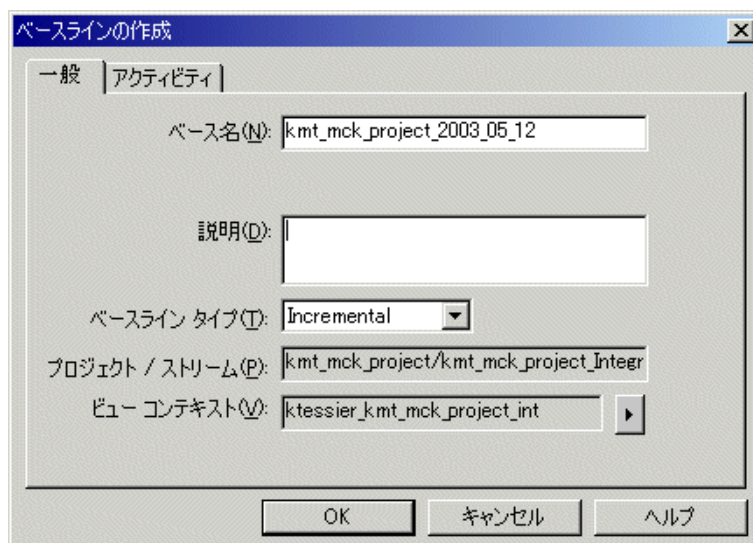 ベースラインの作成
一般 アクティビティ
ベース名(N): kmt_mck_project_2003_05_12
説明(D):
ベースライン タイプ(T): Incremental
プロジェクト / ストリーム(P): kmt_mck_project/kmt_mck_project_Integr
ビュー コンテキスト(V): ktessier_kmt_mck_project_int
OK キャンセル ヘルプ